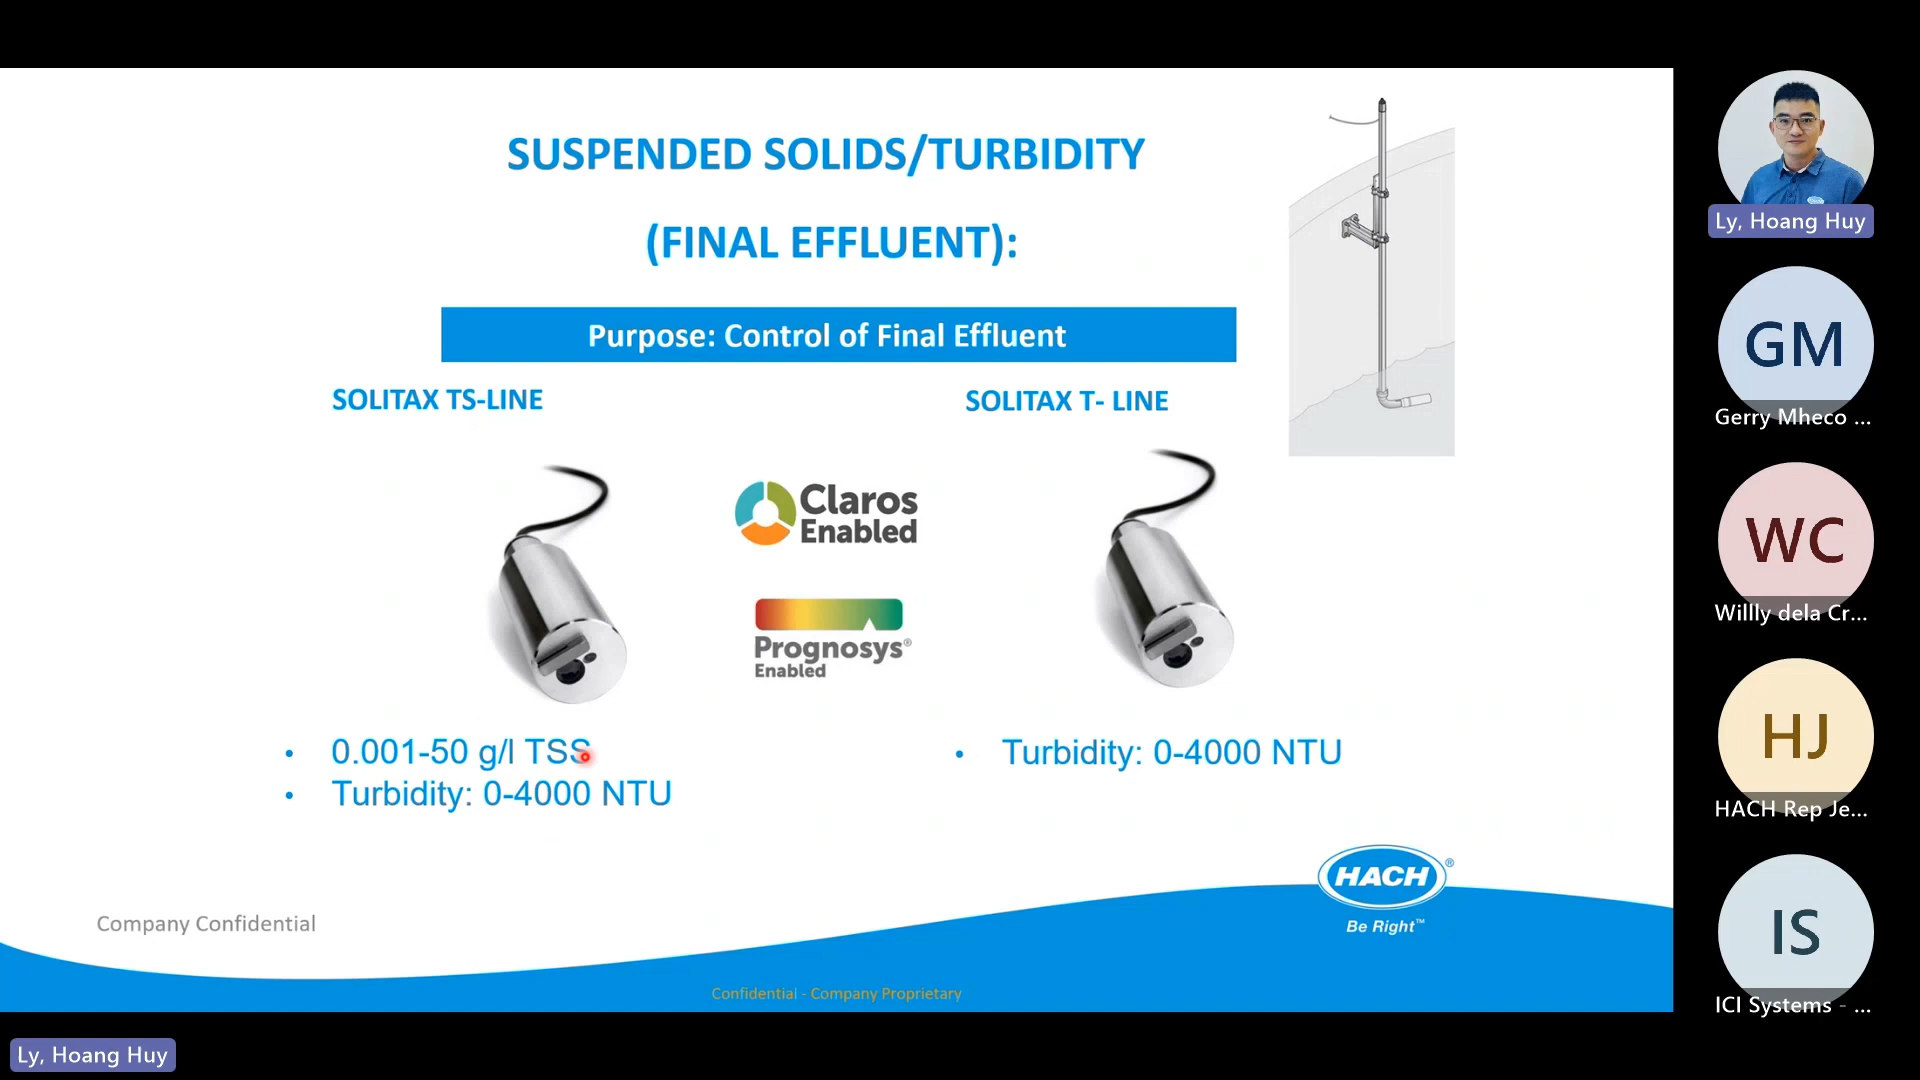 SUSPENDED SOLIDS/TURBIDITY
(FINAL EFFLUENT):
Purpose: Control of Final Effluent
SOLITAX TS-LINE
SOLITAX T- LINE
Claros
Enabled
Prognosys®
Enabled
• 0.001-50 g/l TSS
• Turbidity: 0-4000 NTU
• Turbidity: 0-4000 NTU
HACH®
Be Right™
Company Confidential
Confidential - Company Proprietary
Ly, Hoang Huy
Ly, Hoang Huy
GM
Gerry Mheco ...
WC
Willly dela Cr...
HJ
HACH Rep Je...
IS
ICI Systems - ...